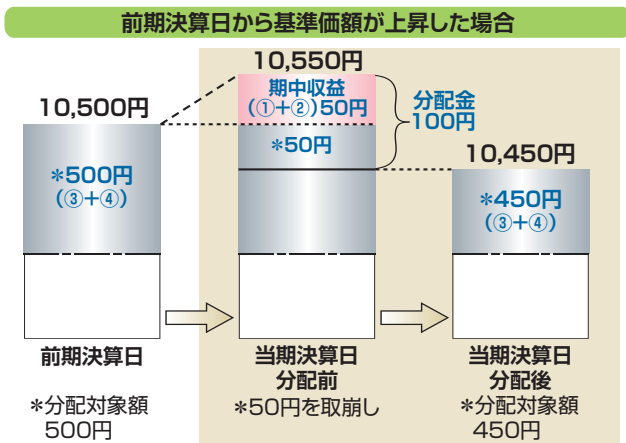 前期決算日から基準価額が上昇した場合
10,550円
期中収益
(①+②)50円
分配金
100円
10,500円
*50円
10,450円
*500円
(③+④)
*450円
(③+④)
前期決算日
当期決算日
分配前
当期決算日
分配後
*分配対象額
500円
*50円を取崩し
*分配対象額
450円